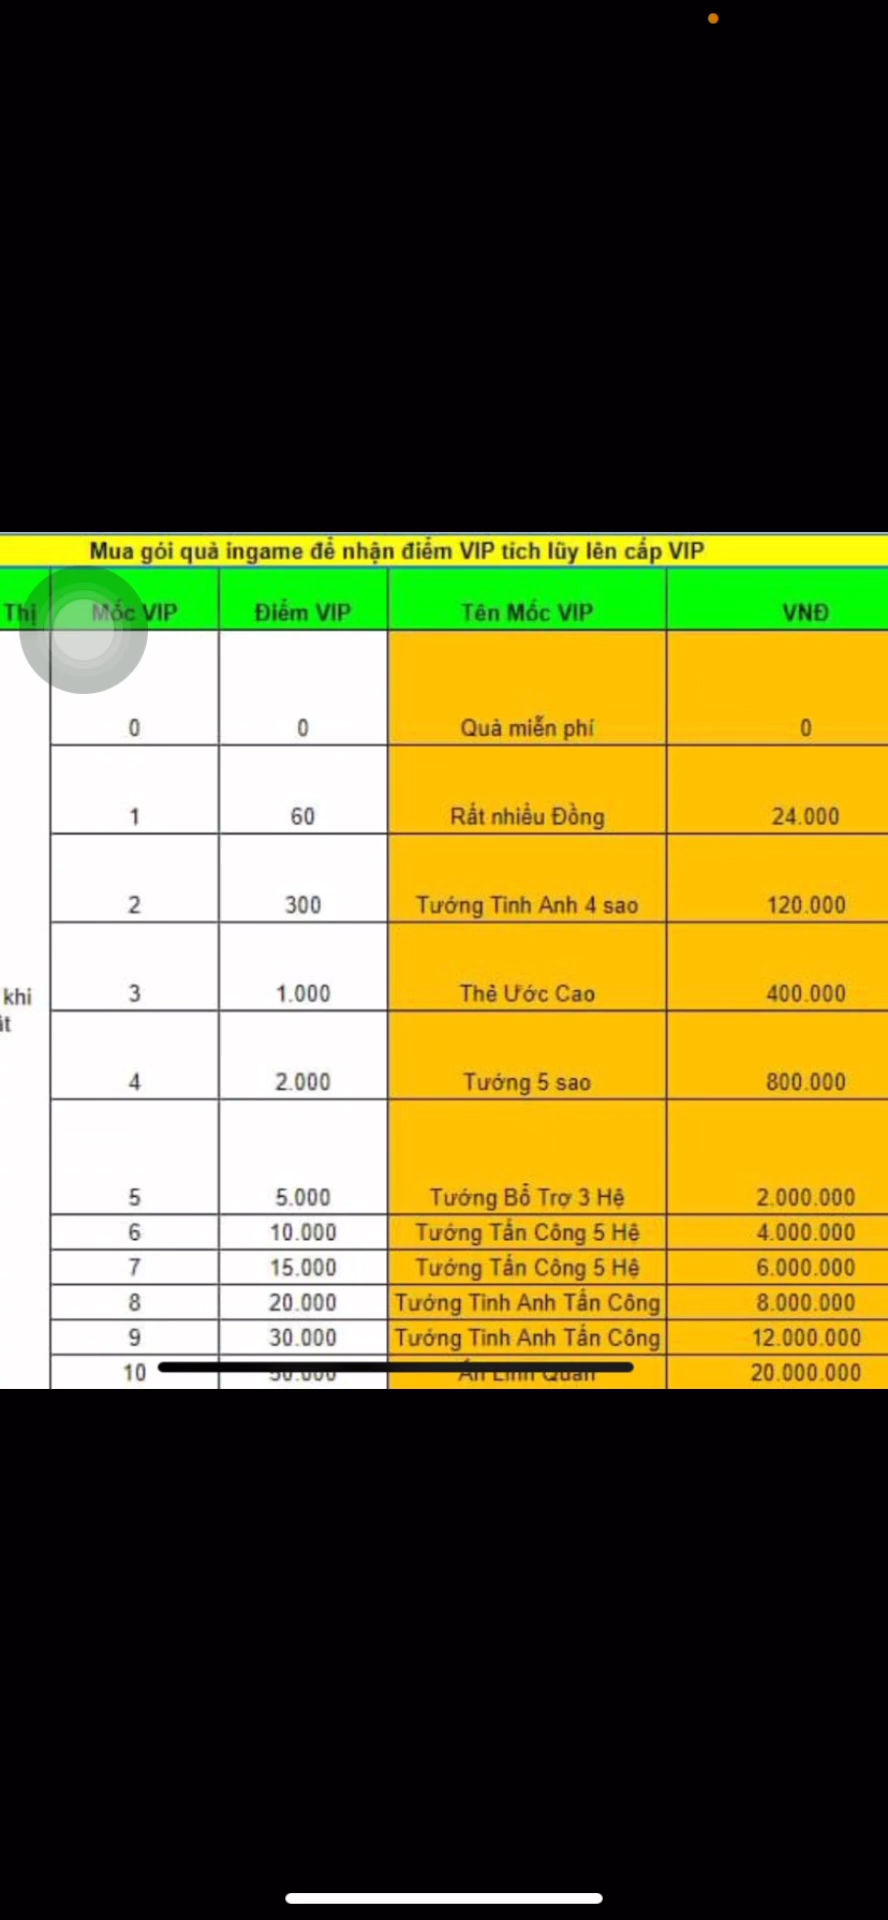 Mua gói quà ingame để nhận điểm VIP tích lũy lên cấp VIP
Thị Mốc VIP Điểm VIP Tên Mốc VIP VNĐ
0 0 Quà miễn phí 0
1 60 Rất nhiều Đồng 24.000
2 300 Tướng Tinh Anh 4 sao 120.000
khi 3 1.000 Thẻ Ước Cao 400.000
4 2.000 Tướng 5 sao 800.000
5 5.000 Tướng Bổ Trợ 3 Hệ 2.000.000
6 10.000 Tướng Tấn Công 5 Hệ 4.000.000
7 15.000 Tướng Tấn Công 5 Hệ 6.000.000
8 20.000 Tướng Tinh Anh Tấn Công 8.000.000
9 30.000 Tướng Tinh Anh Tấn Công 12.000.000
10 50.000 20.000.000